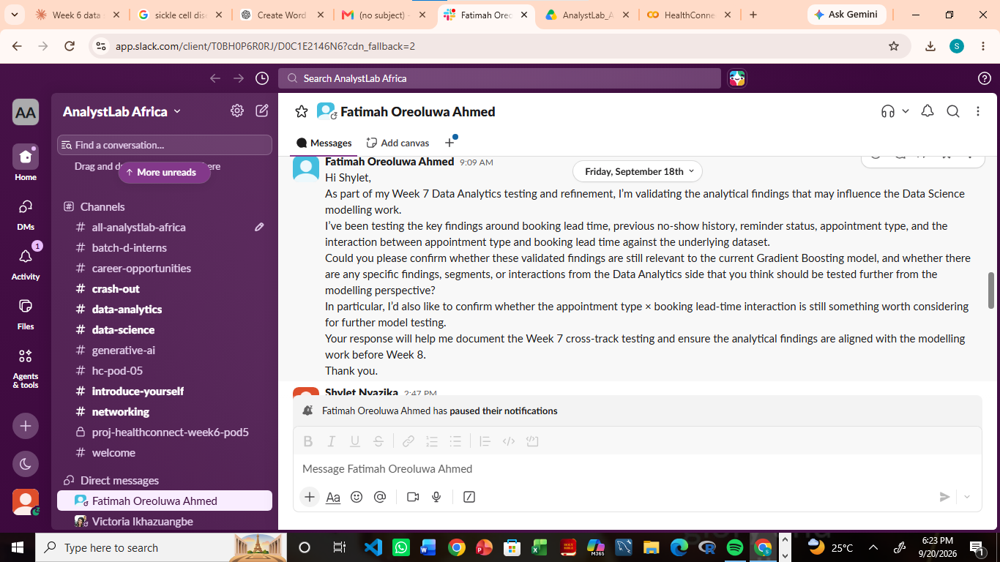 Week 6 data
sickle cell dise
Create Word
(no subject)
Fatimah Oreo
AnalystLab_A
HealthConne
Ask Gemini
app.slack.com/client/T0BH0P6R0RJ/D0C1E2146N6?cdn_fallback=2
S
Search AnalystLab Africa
AA
Home
DMs
1
Activity
Files
Agents
& tools
AnalystLab Africa
Find a conversation...
Drag and d
ere
More unreads
Channels
# all-analystlab-africa
# batch-d-interns
# career-opportunities
# crash-out
# data-analytics
# data-science
# generative-ai
# hc-pod-05
# introduce-yourself
# networking
proj-healthconnect-week6-pod5
# welcome
Direct messages
Fatimah Oreoluwa Ahmed
Victoria Ikhazuangbe
Fatimah Oreoluwa Ahmed
Messages
Add canvas
Fatimah Oreoluwa Ahmed 9:09 AM
Friday, September 18th
Hi Shylet,
As part of my Week 7 Data Analytics testing and refinement, I’m validating the analytical findings that may influence the Data Science
modelling work.
I’ve been testing the key findings around booking lead time, previous no-show history, reminder status, appointment type, and the
interaction between appointment type and booking lead time against the underlying dataset.
Could you please confirm whether these validated findings are still relevant to the current Gradient Boosting model, and whether there
are any specific findings, segments, or interactions from the Data Analytics side that you think should be tested further from the
modelling perspective?
In particular, I’d also like to confirm whether the appointment type × booking lead-time interaction is still something worth considering
for further model testing.
Your response will help me document the Week 7 cross-track testing and ensure the analytical findings are aligned with the modelling
work before Week 8.
Thank you.
Shylet Nyazika 2:47 PM
Fatimah Oreoluwa Ahmed has paused their notifications
Message Fatimah Oreoluwa Ahmed
Aa
Type here to search
M365
25°C
6:23 PM
9/20/2026
1